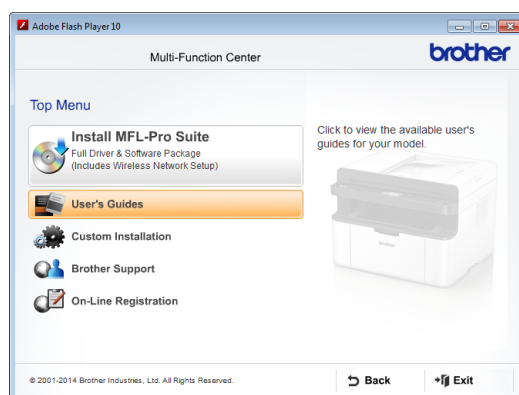 Adobe Flash Player 10
Multi-Function Center
brother
Top Menu
Install MFL-Pro Suite
Full Driver & Software Package
(Includes Wireless Network Setup)
User's Guides
Custom Installation
Brother Support
On-Line Registration
Click to view the available user's
guides for your model.
brother
© 2001-2014 Brother Industries, Ltd. All Rights Reserved.
Back
Exit